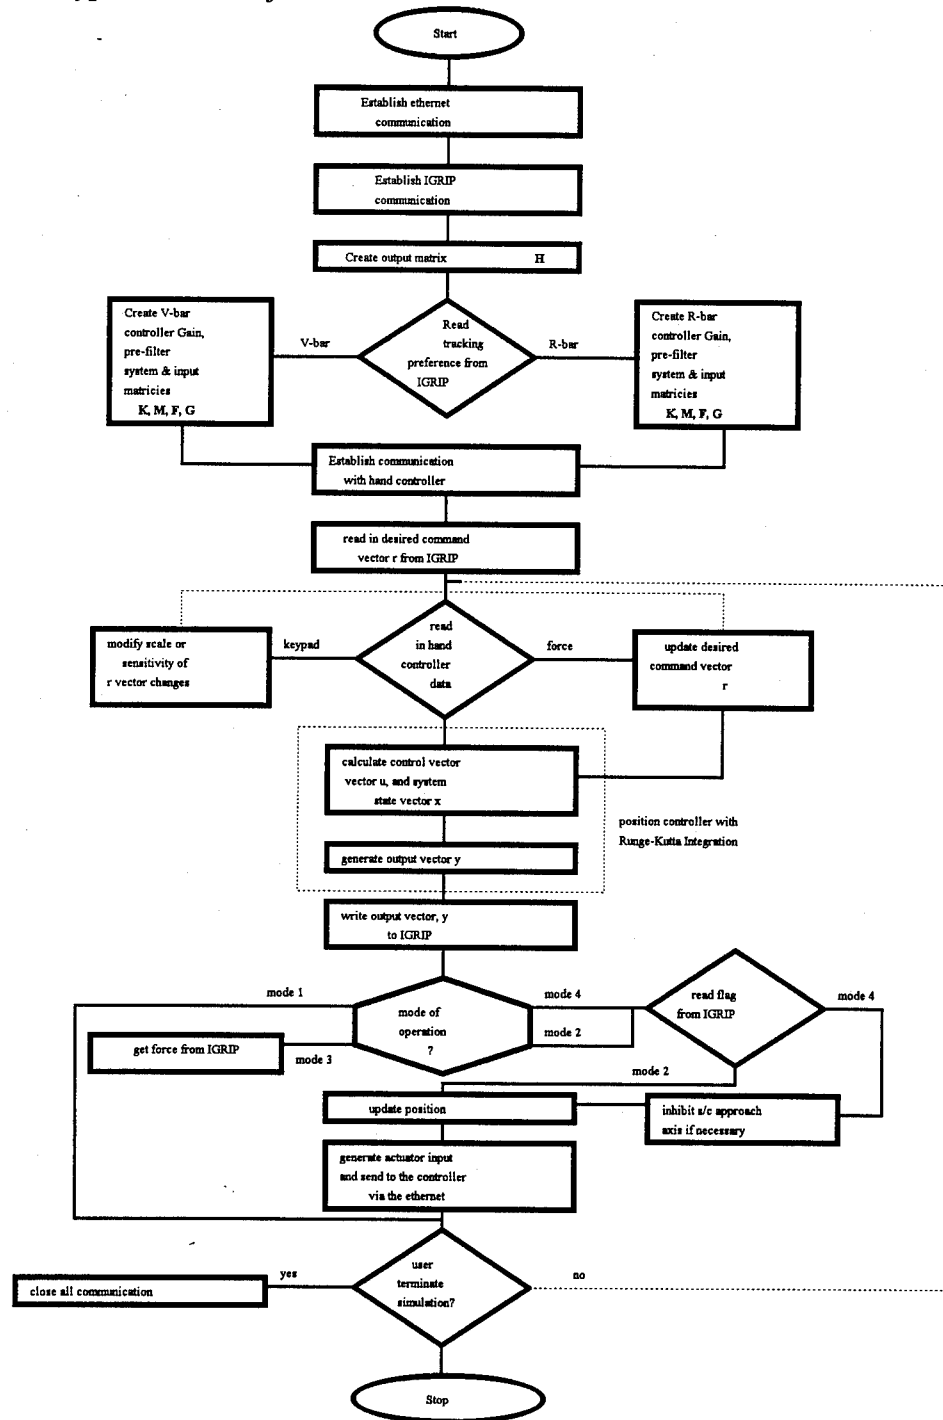 Start
Establish ethernet
communication
Establish IGRIP
communication
Create output matrix H
Create V-bar
controller Gain,
pre-filter
system & input
matricies
K, M, F, G
V-bar
Read
tracking
preference from
IGRIP
R-bar
Create R-bar
controller Gain,
pre-filter
system & input
matricies
K, M, F, G
Establish communication
with hand controller
read in desired command
vector r from IGRIP
modify scale or
sensitivity of
r vector changes
keypad
read
in hand
controller
data
force
update desired
command vector
r
calculate control vector
vector u, and system
state vector x
position controller with
Runge-Kutta Integration
generate output vector y
write output vector, y
to IGRIP
mode 1
mode of
operation
?
mode 4
mode 2
read flag
from IGRIP
mode 4
get force from IGRIP
mode 3
mode 2
update position
inhibit s/c approach
axis if necessary
generate actuator input
and send to the controller
via the ethernet
user
terminate
simulation?
yes
no
close all communication
Stop